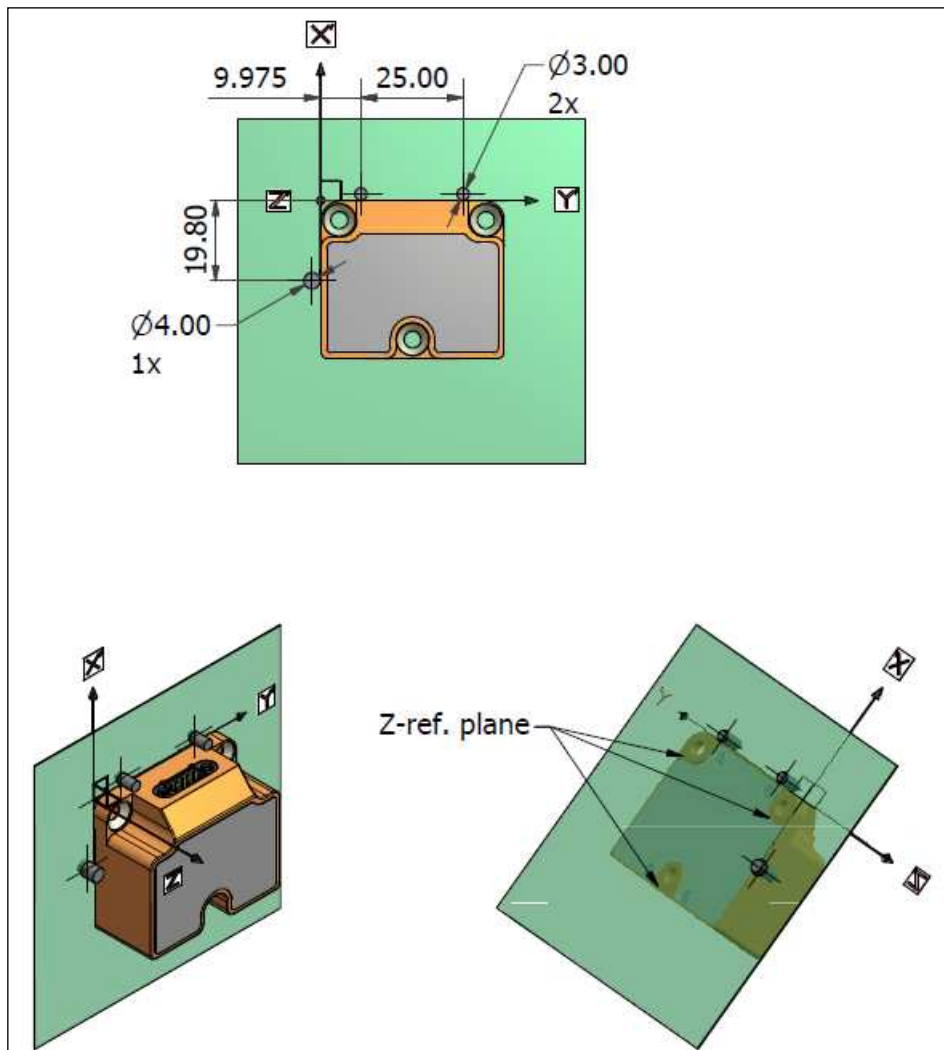 X
9.975
25.00
Ø3.00
2x
Z
Y
19.80
Ø4.00
1x
X
Y
Z
Z-ref. plane
Y
X
Z